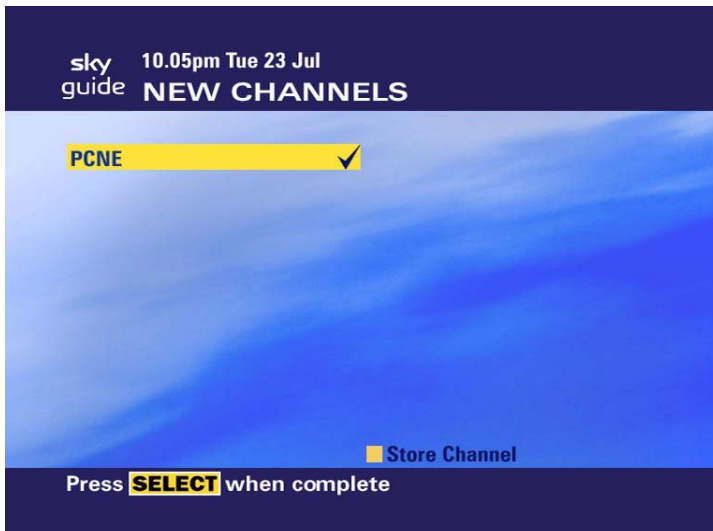 sky guide
10.05pm Tue 23 Jul
NEW CHANNELS
PCNE
Store Channel
Press SELECT when complete